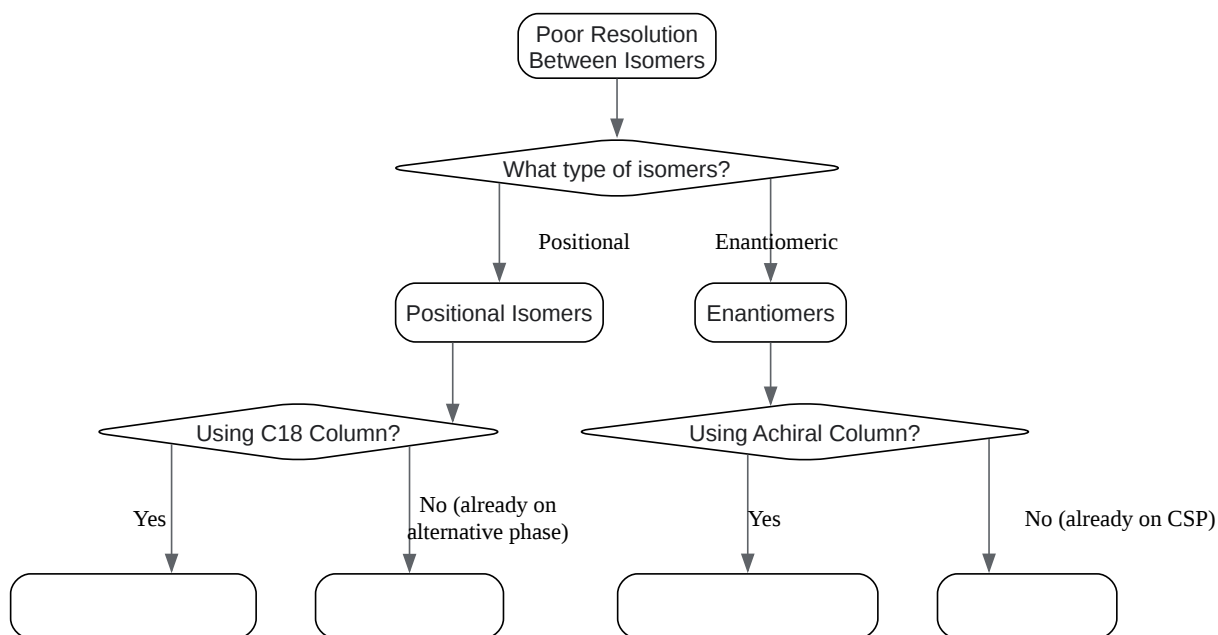 Poor Resolution
Between Isomers
What type of isomers?
Positional
Enantiomeric
Positional Isomers
Enantiomers
Using C18 Column?
Using Achiral Column?
Yes
No (already on
alternative phase)
Yes
No (already on CSP)